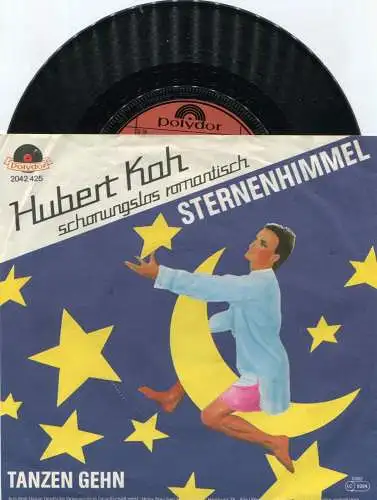 Polydor
Polydor
2042 425
Hubert Kah
schonungslos romantisch
STERNENHIMMEL
TANZEN GEHN